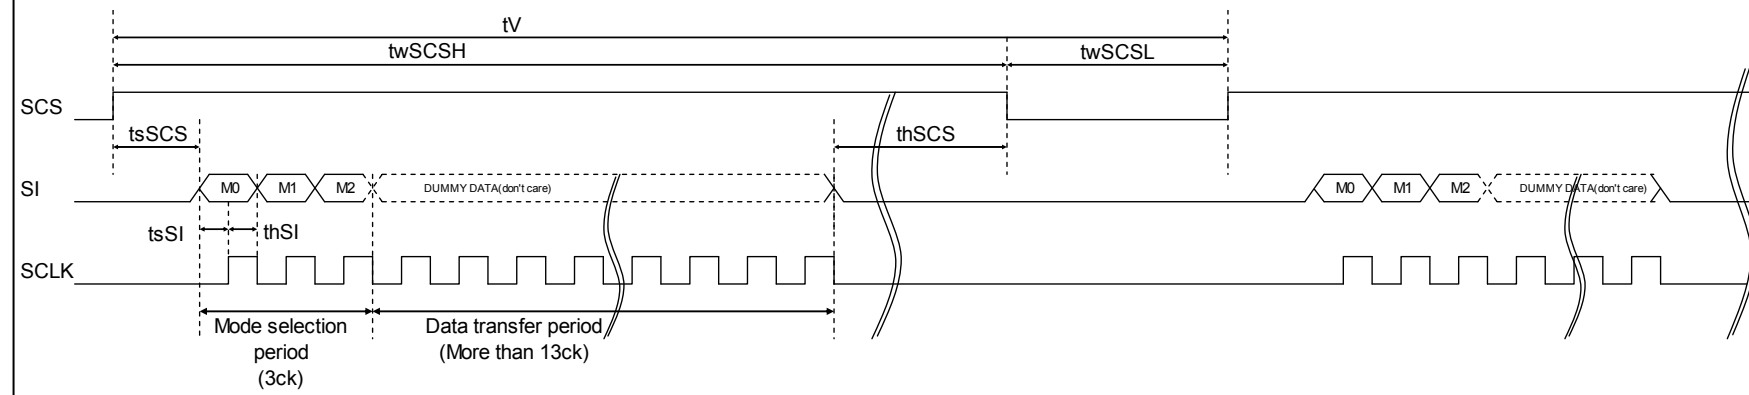 tV
twSCSH
twSCSL
SCS
tsSCS
thSCS
SI
M0
M1
M2
DUMMY DATA(don't care)
M0
M1
M2
DUMMY DATA(don't care)
tsSI
thSI
SCLK
Mode selection
period
(3ck)
Data transfer period
(More than 13ck)